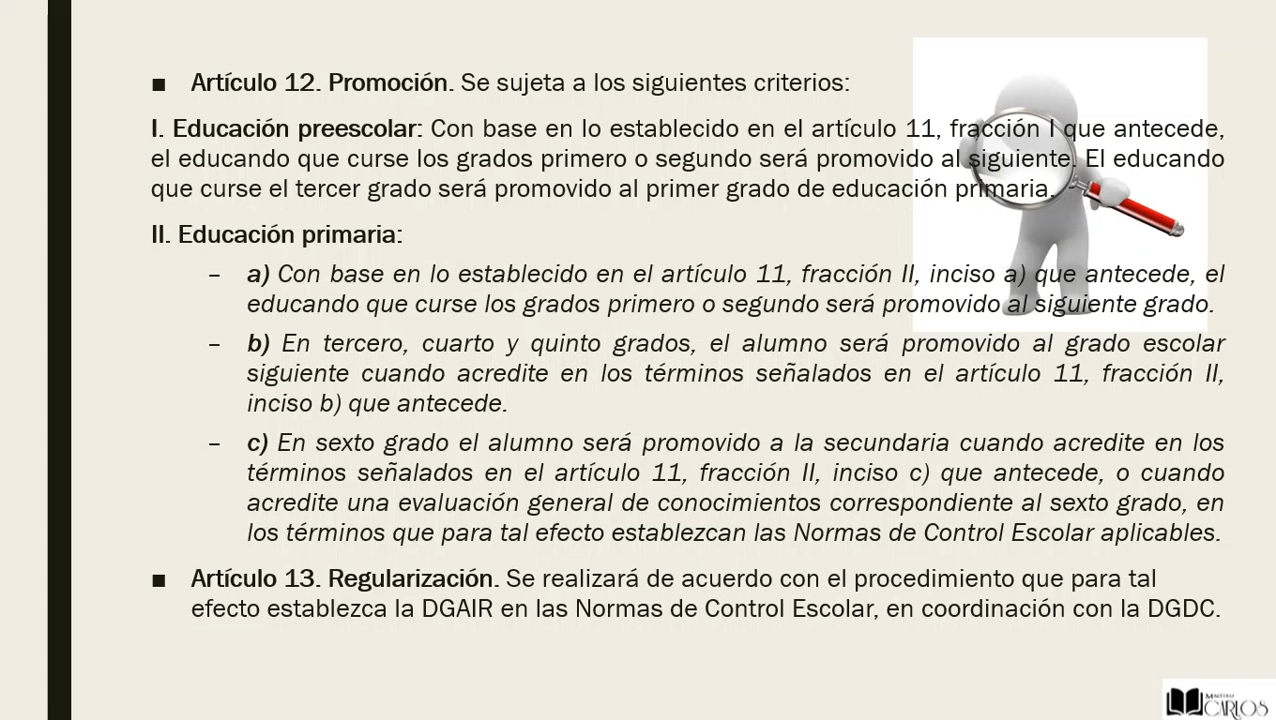 ■ Artículo 12. Promoción. Se sujeta a los siguientes criterios:
I. Educación preescolar: Con base en lo establecido en el artículo 11, fracción I que antecede,
el educando que curse los grados primero o segundo será promovido al siguiente. El educando
que curse el tercer grado será promovido al primer grado de educación primaria.
II. Educación primaria:
– a) Con base en lo establecido en el artículo 11, fracción II, inciso a) que antecede, el
educando que curse los grados primero o segundo será promovido al siguiente grado.
– b) En tercero, cuarto y quinto grados, el alumno será promovido al grado escolar
siguiente cuando acredite en los términos señalados en el artículo 11, fracción II,
inciso b) que antecede.
– c) En sexto grado el alumno será promovido a la secundaria cuando acredite en los
términos señalados en el artículo 11, fracción II, inciso c) que antecede, o cuando
acredite una evaluación general de conocimientos correspondiente al sexto grado, en
los términos que para tal efecto establezcan las Normas de Control Escolar aplicables.
■ Artículo 13. Regularización. Se realizará de acuerdo con el procedimiento que para tal
efecto establezca la DGAIR en las Normas de Control Escolar, en coordinación con la DGDC.
MAESTRO
CARLOS